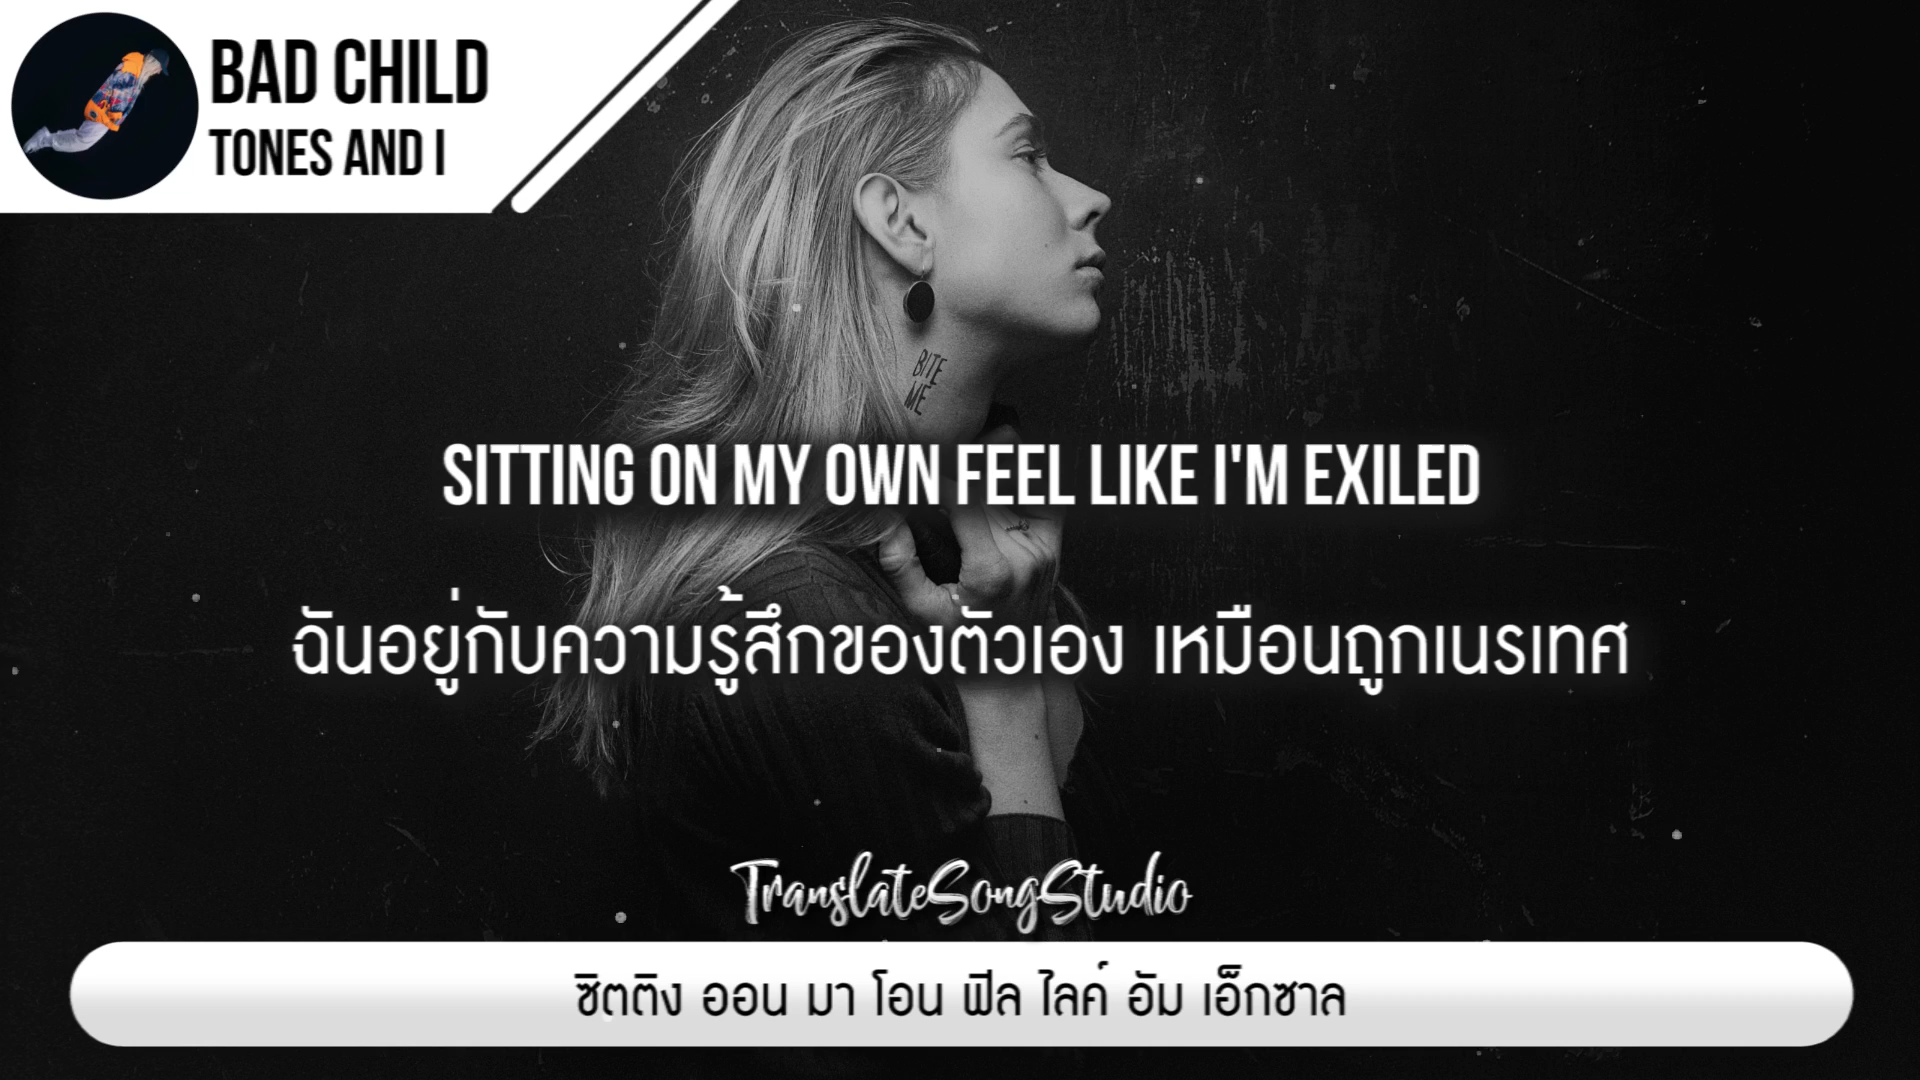 BAD CHILD
TONES AND I
BITE
ME
SITTING ON MY OWN FEEL LIKE I'M EXILED
ฉันอยู่กับความรู้สึกของตัวเอง เหมือนถูกเนรเทศ
TranslateSongStudio
ซิตติง ออน มา โอน ฟีล ไลค์ อัม เอ็กซาล